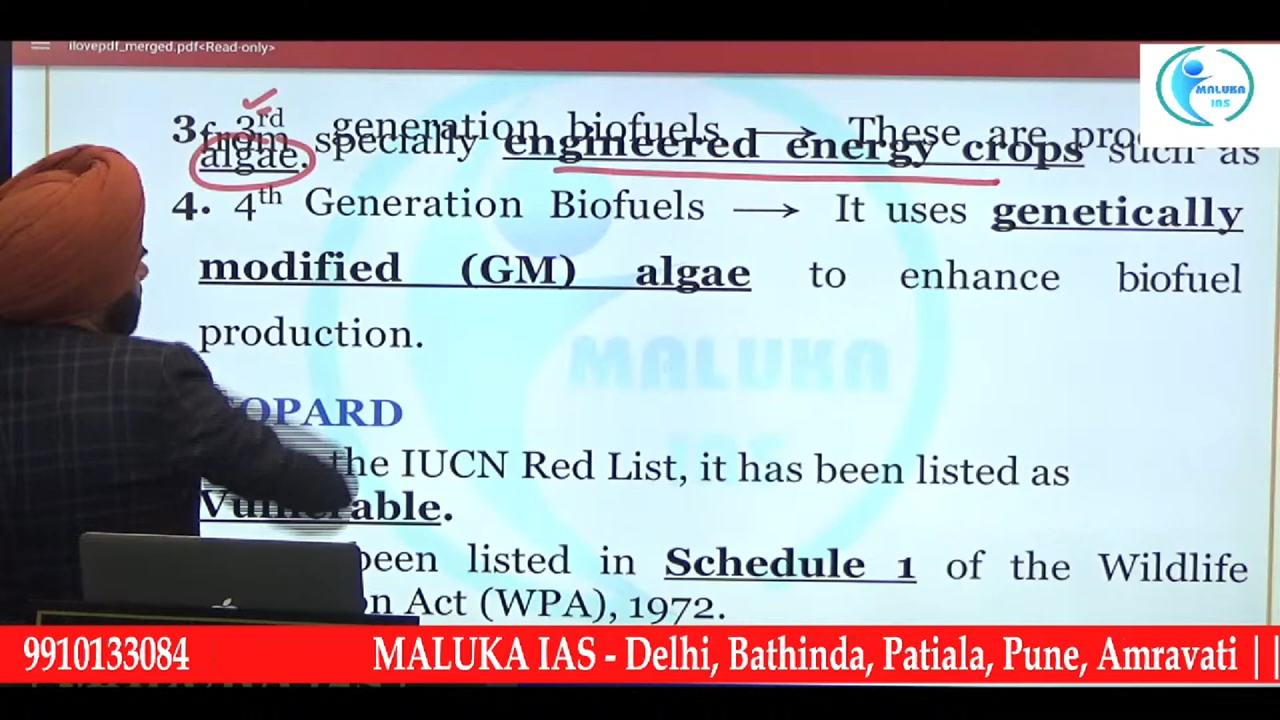 ilovepdf_merged.pdf<Read-only>
MALUKA
IAS
3. 3rd generation biofuels → These are
from specially engineered energy crops such as
algae.
4. 4th Generation Biofuels → It uses genetically
modified (GM) algae to enhance biofuel
production.
MALUKA
IAS
the IUCN Red List, it has been listed as
Vulnerable.
been listed in Schedule 1 of the Wildlife
Act (WPA), 1972.
9910133084 MALUKA IAS - Delhi, Bathinda, Patiala, Pune, Amravati | |